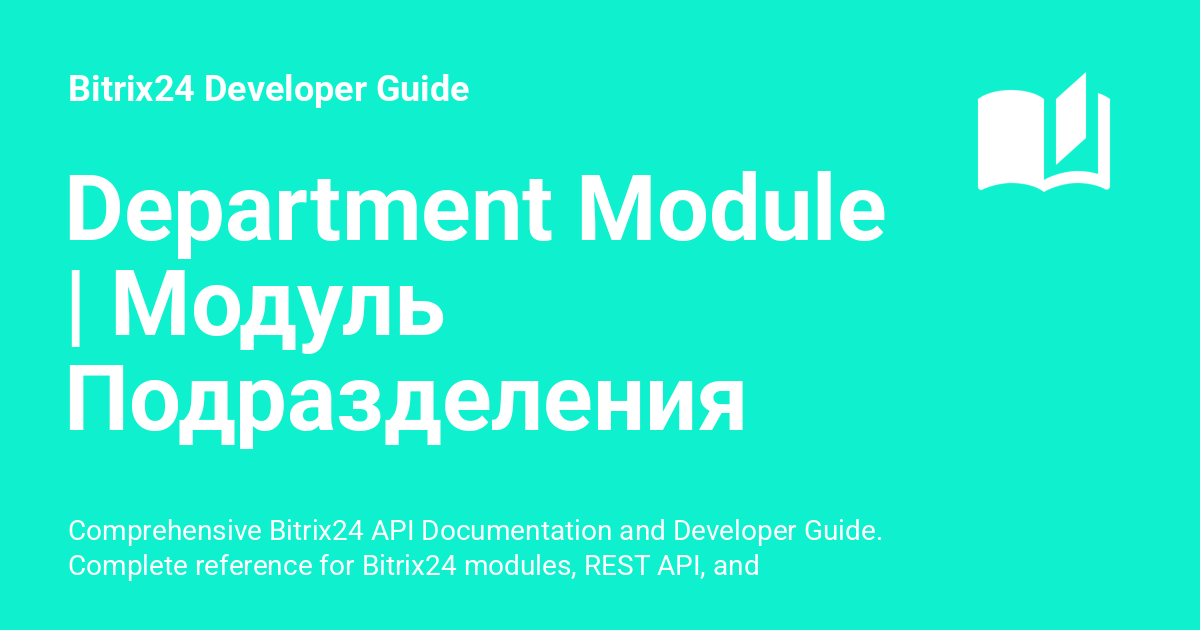 Bitrix24 Developer Guide
Department Module
| Модуль
Подразделения
Comprehensive Bitrix24 API Documentation and Developer Guide.
Complete reference for Bitrix24 modules, REST API, and